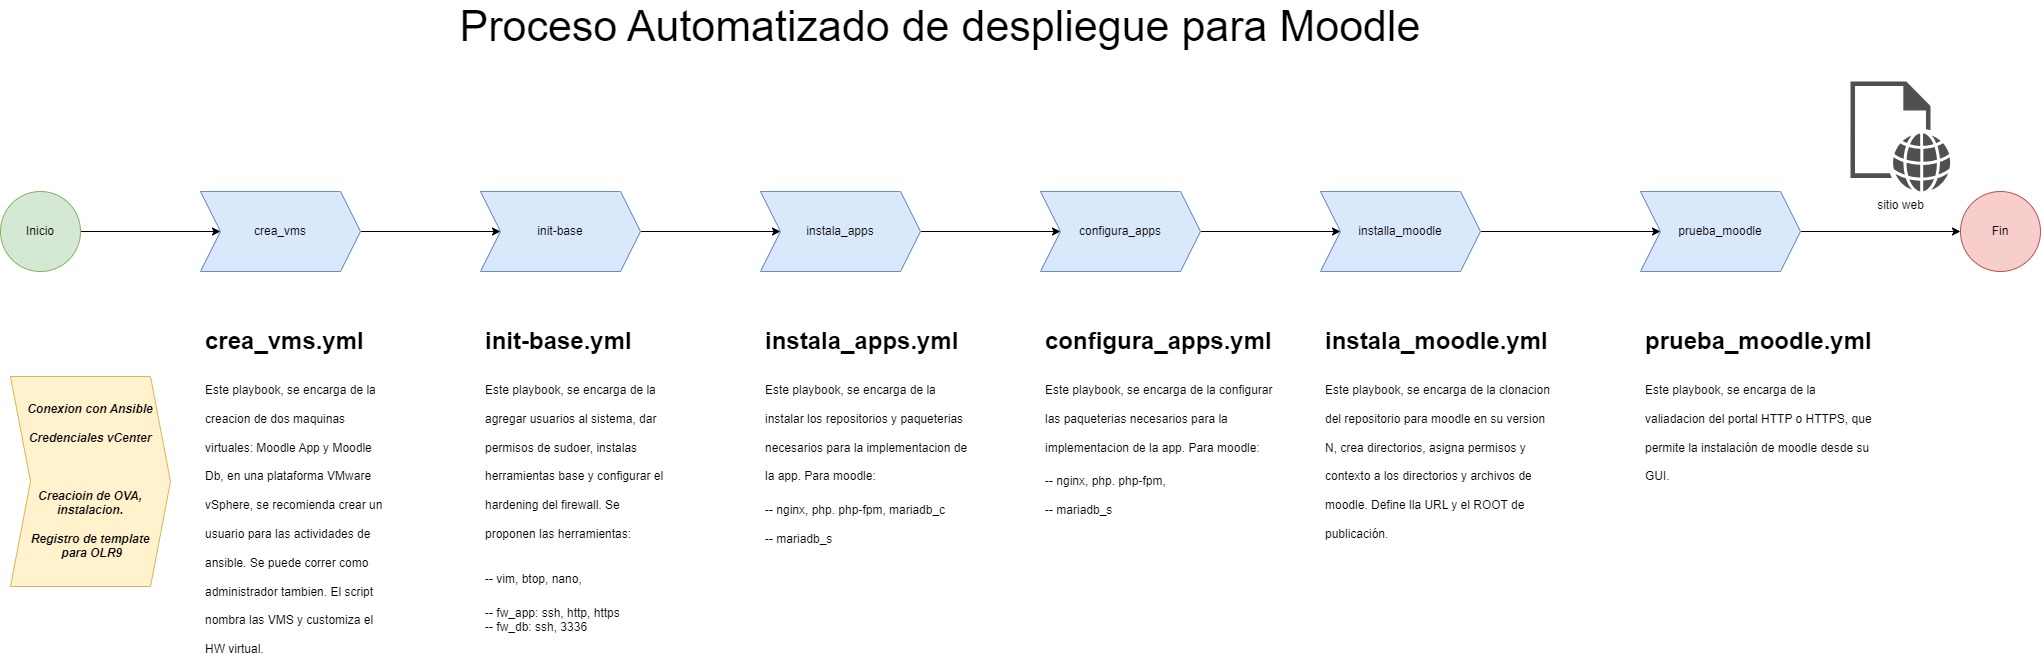 Proceso Automatizado de despliegue para Moodle
sitio web
Inicio
crea_vms
init-base
instala_apps
configura_apps
installa_moodle
prueba_moodle
Fin
Conexion con Ansible
Credenciales vCenter
Creacioin de OVA,
instalacion.
Registro de template
para OLR9
crea_vms.yml
Este playbook, se encarga de la
creacion de dos maquinas
virtuales: Moodle App y Moodle
Db, en una plataforma VMware
vSphere, se recomienda crear un
usuario para las actividades de
ansible. Se puede correr como
administrador tambien. El script
nombra las VMS y customiza el
HW virtual.
init-base.yml
Este playbook, se encarga de la
agregar usuarios al sistema, dar
permisos de sudoer, instalas
herramientas base y configurar el
hardening del firewall. Se
proponen las herramientas:
-- vim, btop, nano,
-- fw_app: ssh, http, https
-- fw_db: ssh, 3336
instala_apps.yml
Este playbook, se encarga de la
instalar los repositorios y paqueterias
necesarios para la implementacion de
la app. Para moodle:
-- nginx, php. php-fpm, mariadb_c
-- mariadb_s
configura_apps.yml
Este playbook, se encarga de la configurar
las paqueterias necesarios para la
implementacion de la app. Para moodle:
-- nginx, php. php-fpm,
-- mariadb_s
instala_moodle.yml
Este playbook, se encarga de la clonacion
del repositorio para moodle en su version
N, crea directorios, asigna permisos y
contexto a los directorios y archivos de
moodle. Define lla URL y el ROOT de
publicación.
prueba_moodle.yml
Este playbook, se encarga de la
valiadacion del portal HTTP o HTTPS, que
permite la instalación de moodle desde su
GUI.